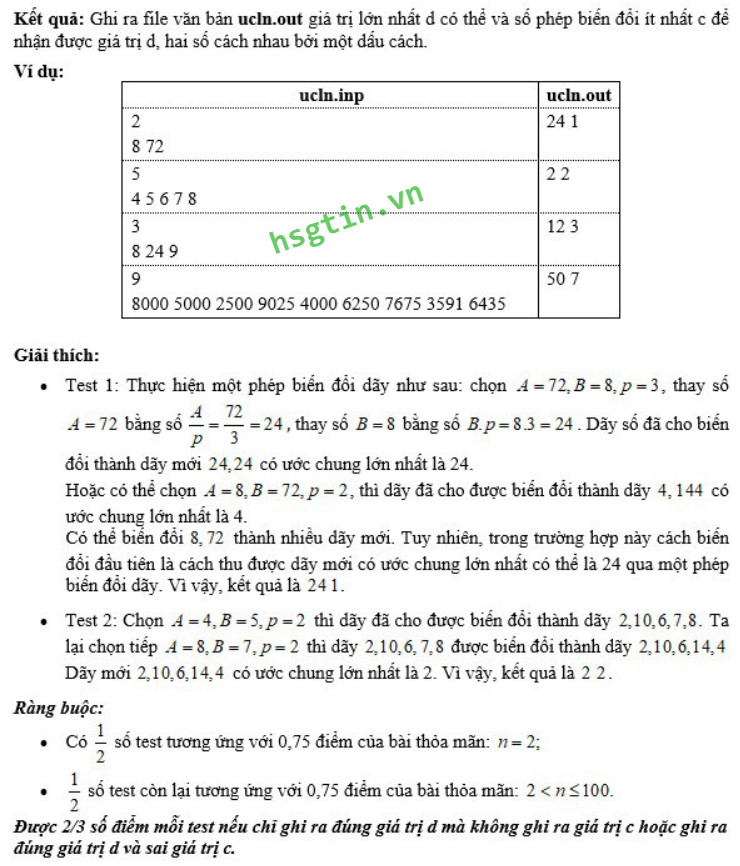 Kết quả: Ghi ra file văn bản ucln.out giá trị lớn nhất d có thể và số phép biến đổi ít nhất c để
nhận được giá trị d, hai số cách nhau bởi một dấu cách.
Ví dụ:
ucln.inp ucln.out
2 24 1
8 72
5 2 2
4 5 6 7 8
3 12 3
8 24 9
9 50 7
8000 5000 2500 9025 4000 6250 7675 3591 6435
hsgtin.vn
Giải thích:
• Test 1: Thực hiện một phép biến đổi dãy như sau: chọn A = 72, B = 8, p = 3, thay số
A = 72 bằng số A/p = 72/3 = 24, thay số B = 8 bằng số B.p = 8.3 = 24. Dãy số đã cho biến
đổi thành dãy mới 24,24 có ước chung lớn nhất là 24.
Hoặc có thể chọn A = 8, B = 72, p = 2, thì dãy đã cho được biến đổi thành dãy 4, 144 có
ước chung lớn nhất là 4.
Có thể biến đổi 8, 72 thành nhiều dãy mới. Tuy nhiên, trong trường hợp này cách biến
đổi đầu tiên là cách thu được dãy mới có ước chung lớn nhất có thể là 24 qua một phép
biến đổi dãy. Vì vậy, kết quả là 24 1.
• Test 2: Chọn A = 4, B = 5, p = 2 thì dãy đã cho được biến đổi thành dãy 2,10,6,7,8. Ta
lại chọn tiếp A = 8, B = 7, p = 2 thì dãy 2,10,6,7,8 được biến đổi thành dãy 2,10,6,14,4
Dãy mới 2,10,6,14,4 có ước chung lớn nhất là 2. Vì vậy, kết quả là 2 2.
Ràng buộc:
• Có 1/2 số test tương ứng với 0,75 điểm của bài thỏa mãn: n = 2;
• 1/2 số test còn lại tương ứng với 0,75 điểm của bài thỏa mãn: 2 < n ≤ 100.
Được 2/3 số điểm mỗi test nếu chỉ ghi ra đúng giá trị d mà không ghi ra giá trị c hoặc ghi ra
đúng giá trị d và sai giá trị c.